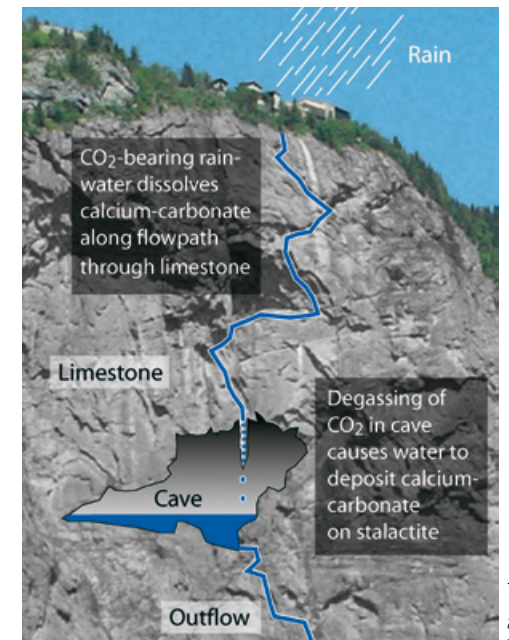 Rain
CO₂-bearing rain-
water dissolves
calcium-carbonate
along flowpath
through limestone
Limestone
Degassing of
CO₂ in cave
causes water to
deposit calcium-
carbonate
on stalactite
Cave
Outflow